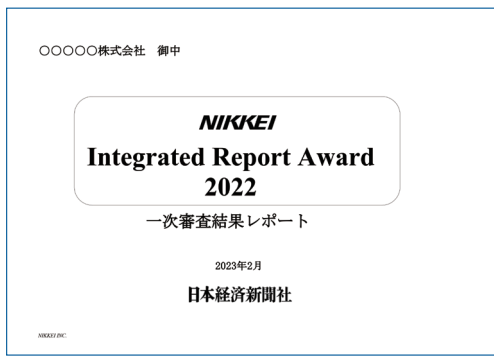 ○○○○○株式会社　御中
NIKKEI
Integrated Report Award
2022
一次審査結果レポート
2023年2月
日本経済新聞社
NIKKEI INC.